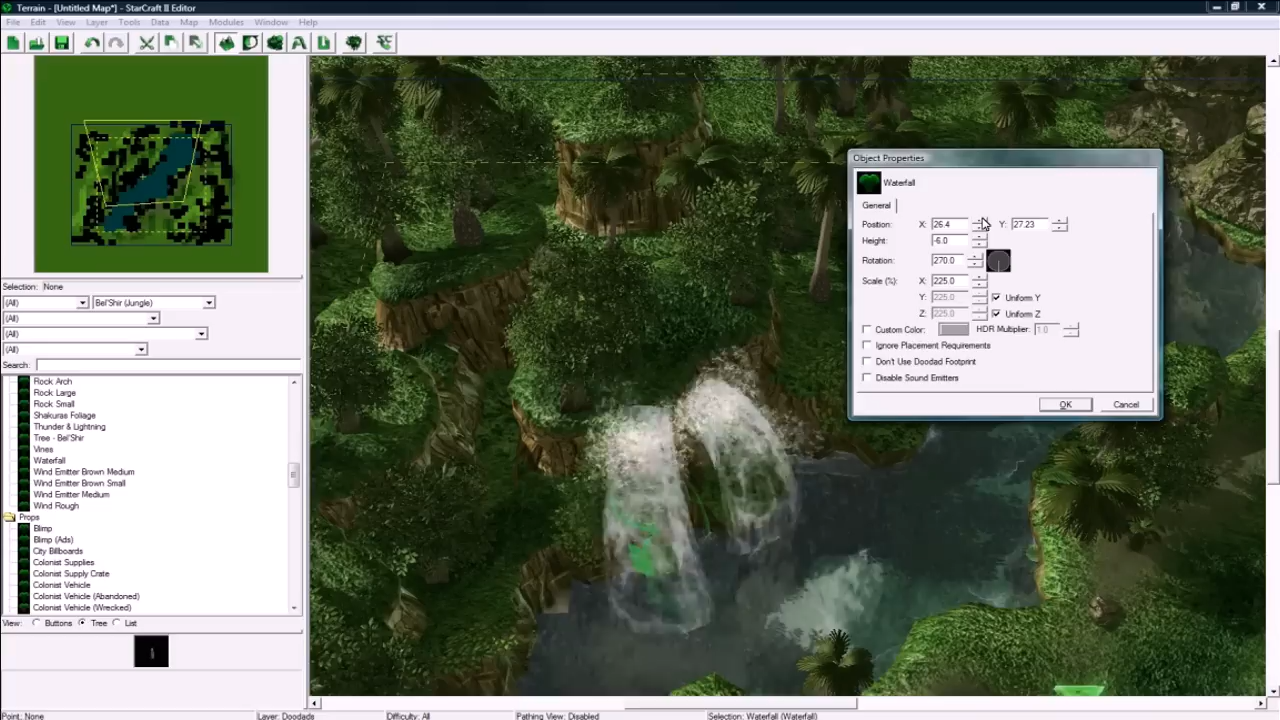 Terrain - [Untitled Map*] - StarCraft II Editor
File Edit View Layer Tools Data Map Modules Window Help
Selection: None
(All) Bel'Shir (Jungle)
(All)
(All)
(All)
Search:
Rock Arch
Rock Large
Rock Small
Shakuras Foliage
Thunder & Lightning
Tree - Bel'Shir
Vines
Waterfall
Wind Emitter Brown Medium
Wind Emitter Brown Small
Wind Emitter Medium
Wind Rough
Props
Blimp
Blimp (Ads)
City Billboards
Colonist Supplies
Colonist Supply Crate
Colonist Vehicle
Colonist Vehicle (Abandoned)
Colonist Vehicle (Wrecked)
View: Buttons Tree List
Object Properties
Waterfall
General
Position: X: 26.4 Y: 27.23
Height: -6.0
Rotation: 270.0
Scale (%): X: 225.0
Y: 225.0 Uniform Y
Z: 225.0 Uniform Z
Custom Color: HDR Multiplier: 1.0
Ignore Placement Requirements
Don't Use Doodad Footprint
Disable Sound Emitters
OK Cancel
Point: None Layer: Doodads Difficulty: All Pathing View: Disabled Selection: Waterfall (Waterfall)